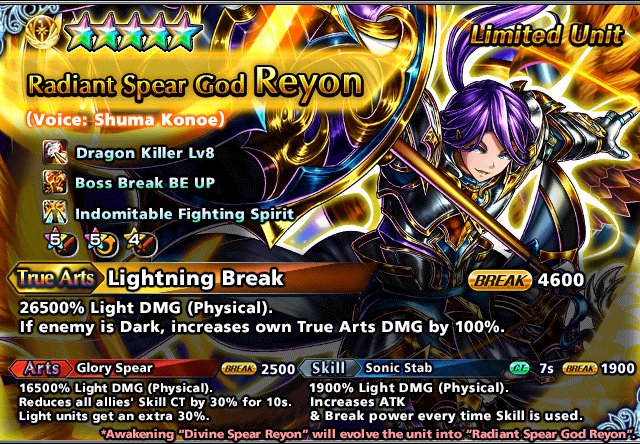 Limited Unit
Radiant Spear God Reyon
(Voice: Shuma Konoe)
Dragon Killer Lv8
Boss Break BE UP
Indomitable Fighting Spirit
5 5 4
True Arts Lightning Break BREAK 4600
26500% Light DMG (Physical).
If enemy is Dark, increases own True Arts DMG by 100%.
Arts Glory Spear BREAK 2500
16500% Light DMG (Physical).
Reduces all allies' Skill CT by 30% for 10s.
Light units get an extra 30%.
Skill Sonic Stab CT 7s BREAK 1900
1900% Light DMG (Physical).
Increases ATK
& Break power every time Skill is used.
*Awakening "Divine Spear Reyon" will evolve the unit into "Radiant Spear God Reyon".